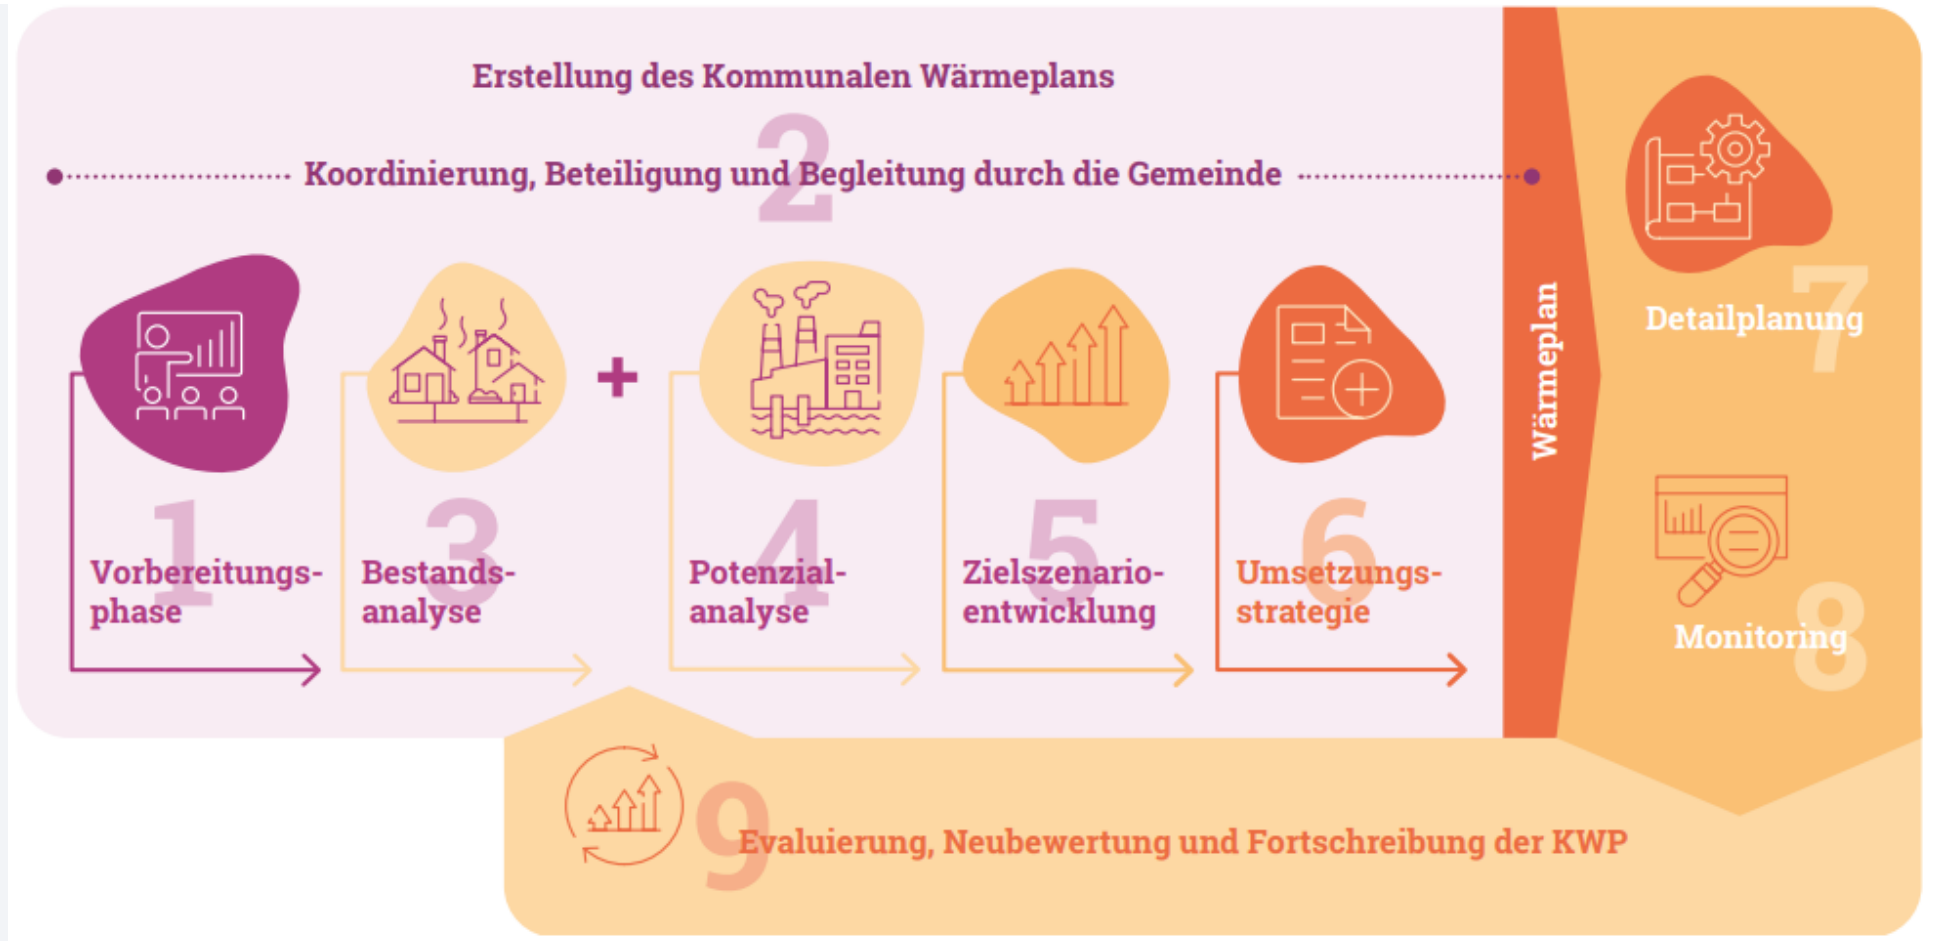 Erstellung des Kommunalen Wärmeplans
2
Koordinierung, Beteiligung und Begleitung durch die Gemeinde
1
Vorbereitungs-
phase
3
Bestands-
analyse
+
4
Potenzial-
analyse
5
Zielszenario-
entwicklung
6
Umsetzungs-
strategie
Wärmeplan
7
Detailplanung
8
Monitoring
9
Evaluierung, Neubewertung und Fortschreibung der KWP